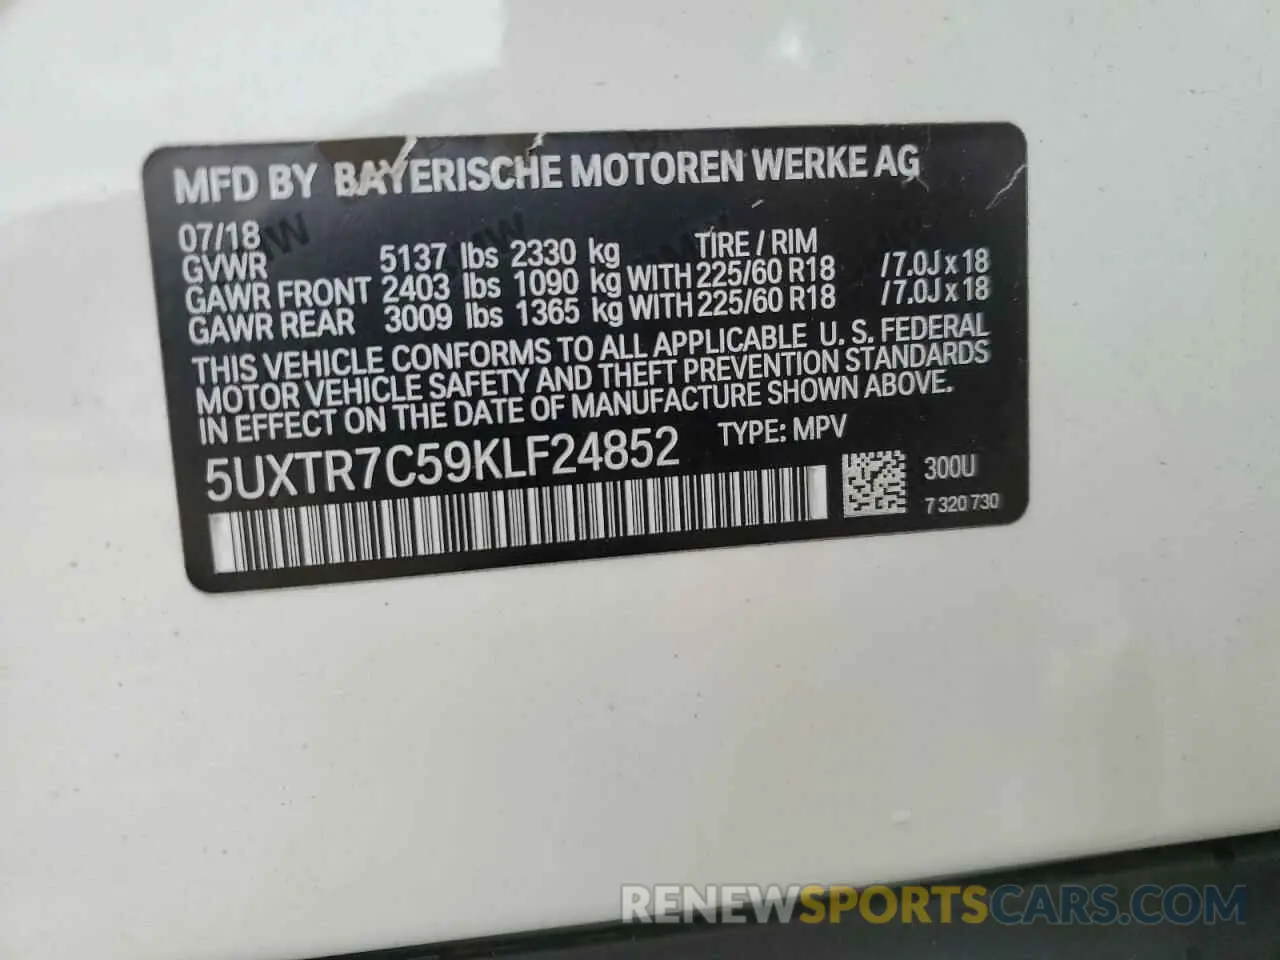 MFD BY BAYERISCHE MOTOREN WERKE AG
07/18 TIRE / RIM
GVWR 5137 lbs 2330 kg
GAWR FRONT 2403 lbs 1090 kg WITH 225/60 R18 /7.0J x 18
GAWR REAR 3009 lbs 1365 kg WITH 225/60 R18 /7.0J x 18
THIS VEHICLE CONFORMS TO ALL APPLICABLE U. S. FEDERAL
MOTOR VEHICLE SAFETY AND THEFT PREVENTION STANDARDS
IN EFFECT ON THE DATE OF MANUFACTURE SHOWN ABOVE.
5UXTR7C59KLF24852 TYPE: MPV
300U
7 320 730
RENEWSPORTSCARS.COM